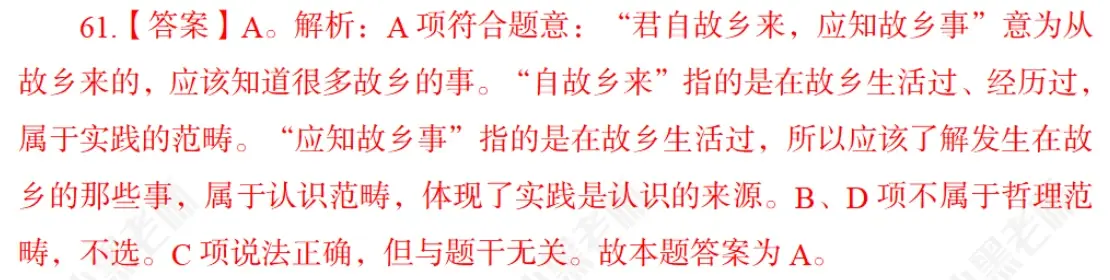 61.【答案】A。解析：A 项符合题意：“君自故乡来，应知故乡事”意为从
故乡来的，应该知道很多故乡的事。“自故乡来”指的是在故乡生活过、经历过，
属于实践的范畴。“应知故乡事”指的是在故乡生活过，所以应该了解发生在故
乡的那些事，属于认识范畴，体现了实践是认识的来源。B、D 项不属于哲理范
畴，不选。C 项说法正确，但与题干无关。故本题答案为 A。